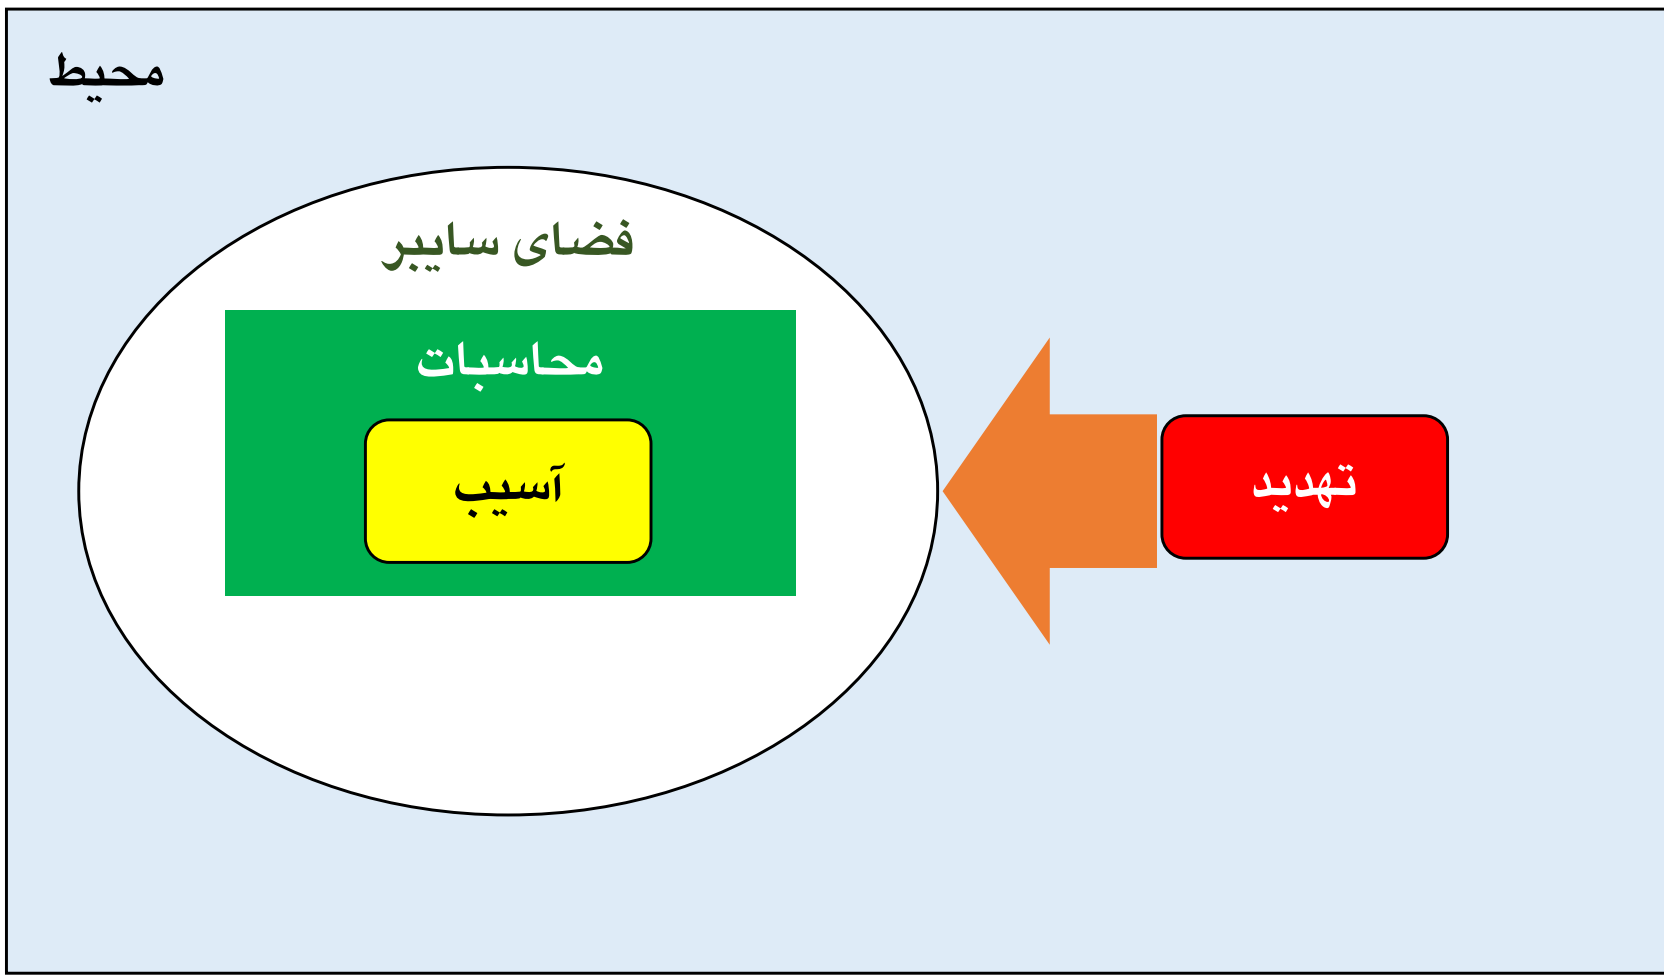 محیط
فضای سایبر
محاسبات
آسیب
تهدید